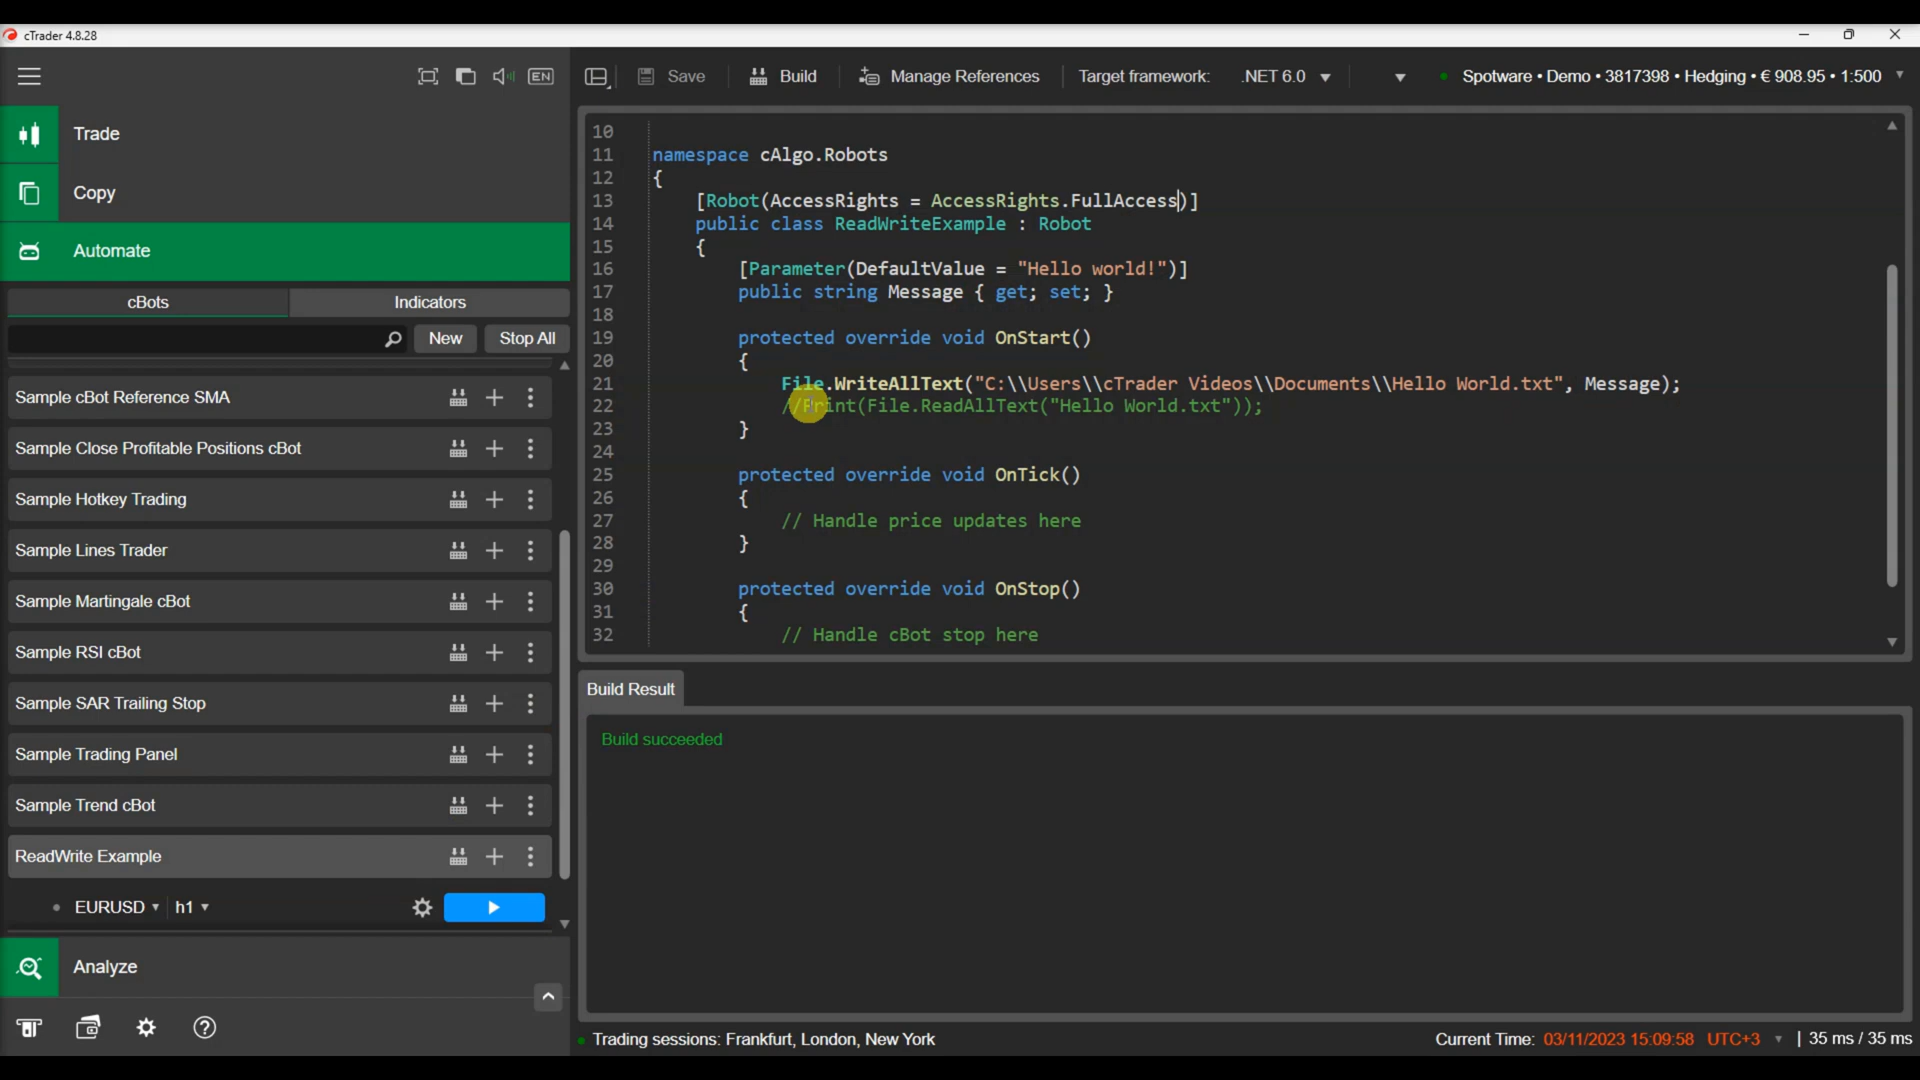 cTrader 4.8.28
EN
Save
Build
Manage References
Target framework:
.NET 6.0
Spotware • Demo • 3817398 • Hedging • € 908.95 • 1:500
Trade
Copy
Automate
cBots
Indicators
New
Stop All
Sample cBot Reference SMA
Sample Close Profitable Positions cBot
Sample Hotkey Trading
Sample Lines Trader
Sample Martingale cBot
Sample RSI cBot
Sample SAR Trailing Stop
Sample Trading Panel
Sample Trend cBot
ReadWrite Example
EURUSD
h1
Analyze
10
11 namespace cAlgo.Robots
12 {
13 [Robot(AccessRights = AccessRights.FullAccess)]
14 public class ReadWriteExample : Robot
15 {
16 [Parameter(DefaultValue = "Hello world!")]
17 public string Message { get; set; }
18
19 protected override void OnStart()
20 {
21 File.WriteAllText("C:\\Users\\cTrader Videos\\Documents\\Hello World.txt", Message);
22 //Print(File.ReadAllText("Hello World.txt"));
23 }
24
25 protected override void OnTick()
26 {
27 // Handle price updates here
28 }
29
30 protected override void OnStop()
31 {
32 // Handle cBot stop here
Build Result
Build succeeded
Trading sessions: Frankfurt, London, New York
Current Time: 03/11/2023 15:09:58 UTC+3
35 ms / 35 ms